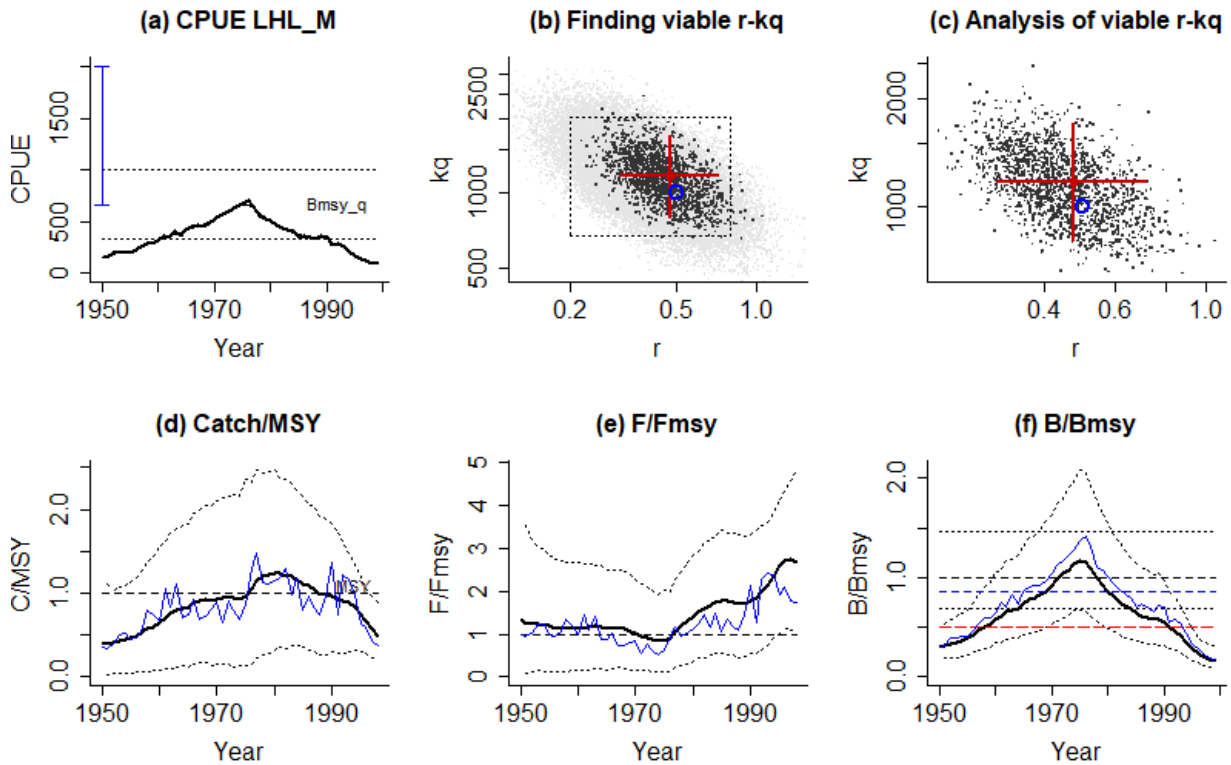 (a) CPUE LHL_M
CPUE
0 500 1500
Bmsy_q
1950 1970 1990
Year
(b) Finding viable r-kq
kq
500 1000 2500
0.2 0.5 1.0
r
(c) Analysis of viable r-kq
kq
1000 2000
0.4 0.6 1.0
r
(d) Catch/MSY
C/MSY
0.0 1.0 2.0
MSY
1950 1970 1990
Year
(e) F/Fmsy
F/Fmsy
0 1 2 3 4 5
1950 1970 1990
Year
(f) B/Bmsy
B/Bmsy
0.0 1.0 2.0
1950 1975 1990
Year